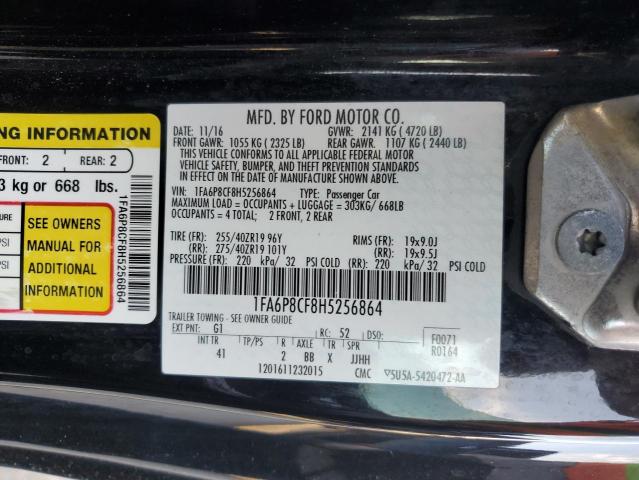 NG INFORMATION
FRONT: 2 REAR: 2
3 kg or 668 lbs.
SURE
PSI
PSI
SEE OWNERS
MANUAL FOR
ADDITIONAL
INFORMATION
1FA6P8CF8H5256864
MFD. BY FORD MOTOR CO.
DATE: 11/16 GVWR: 2141 KG ( 4720 LB)
FRONT GAWR: 1055 KG ( 2325 LB) REAR GAWR: 1107 KG ( 2440 LB)
THIS VEHICLE CONFORMS TO ALL APPLICABLE FEDERAL MOTOR
VEHICLE SAFETY, BUMPER, AND THEFT PREVENTION
STANDARDS IN EFFECT ON THE DATE OF MANUFACTURE SHOWN ABOVE.
VIN: 1FA6P8CF8H5256864 TYPE: Passenger Car
MAXIMUM LOAD = OCCUPANTS + LUGGAGE = 303KG/ 668LB
OCCUPANTS = 4 TOTAL; 2 FRONT, 2 REAR
TIRE (FR): 255/40ZR19 96Y RIMS (FR): 19x9.0J
(RR): 275/40ZR19 101Y (RR): 19x9.5J
PRESSURE (FR): 220 kPa/ 32 PSI COLD (RR): 220 kPa/ 32 PSI COLD
1FA6P8CF8H5256864
TRAILER TOWING - SEE OWNER GUIDE
EXT PNT: G1 RC: 52 DSO: F0071
R0164
INT TR TP/PS R AXLE TR SPR
41 2 BB X JJHH
1201611232015 CMC 5U5A-5420472-AA